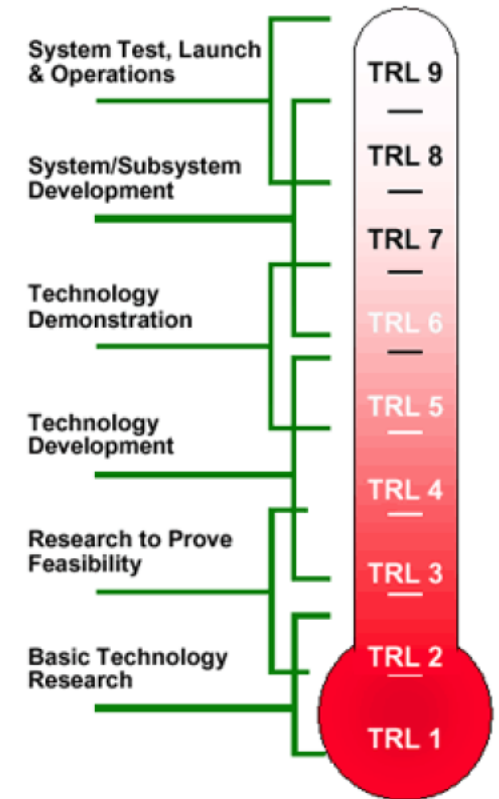 System Test, Launch
& Operations
System/Subsystem
Development
Technology
Demonstration
Technology
Development
Research to Prove
Feasibility
Basic Technology
Research
TRL 9
TRL 8
TRL 7
TRL 6
TRL 5
TRL 4
TRL 3
TRL 2
TRL 1